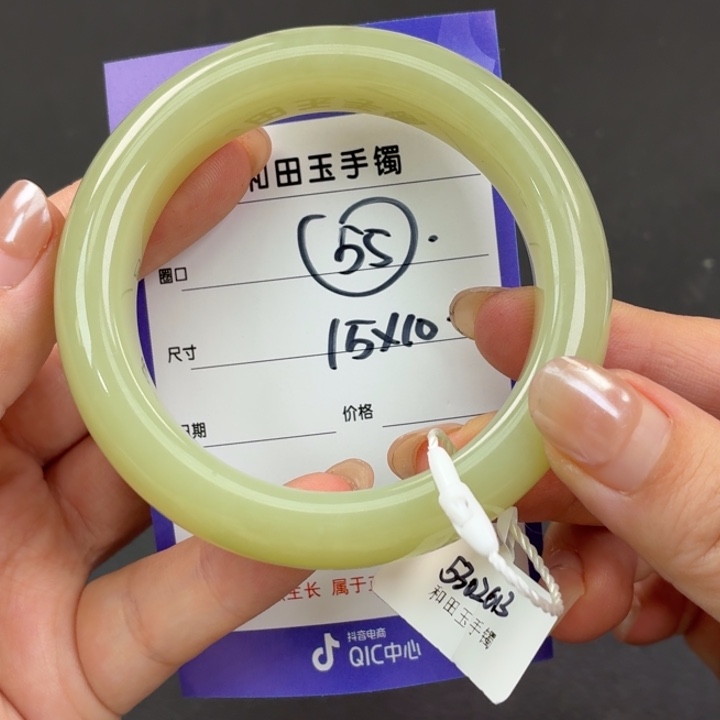 和田玉手镯
圈口 55
尺寸 15X10
日期 价格
生长 属于
抖音电商
QIC中心
和田玉手镯